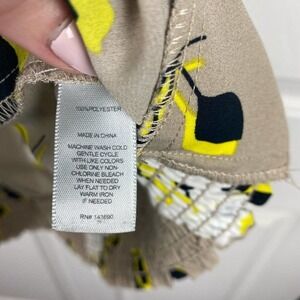 100% POLYESTER
MADE IN CHINA
MACHINE WASH COLD
GENTLE CYCLE
WITH LIKE COLORS
USE ONLY NON-
CHLORINE BLEACH
WHEN NEEDED
LAY FLAT TO DRY
WARM IRON
IF NEEDED
RN#